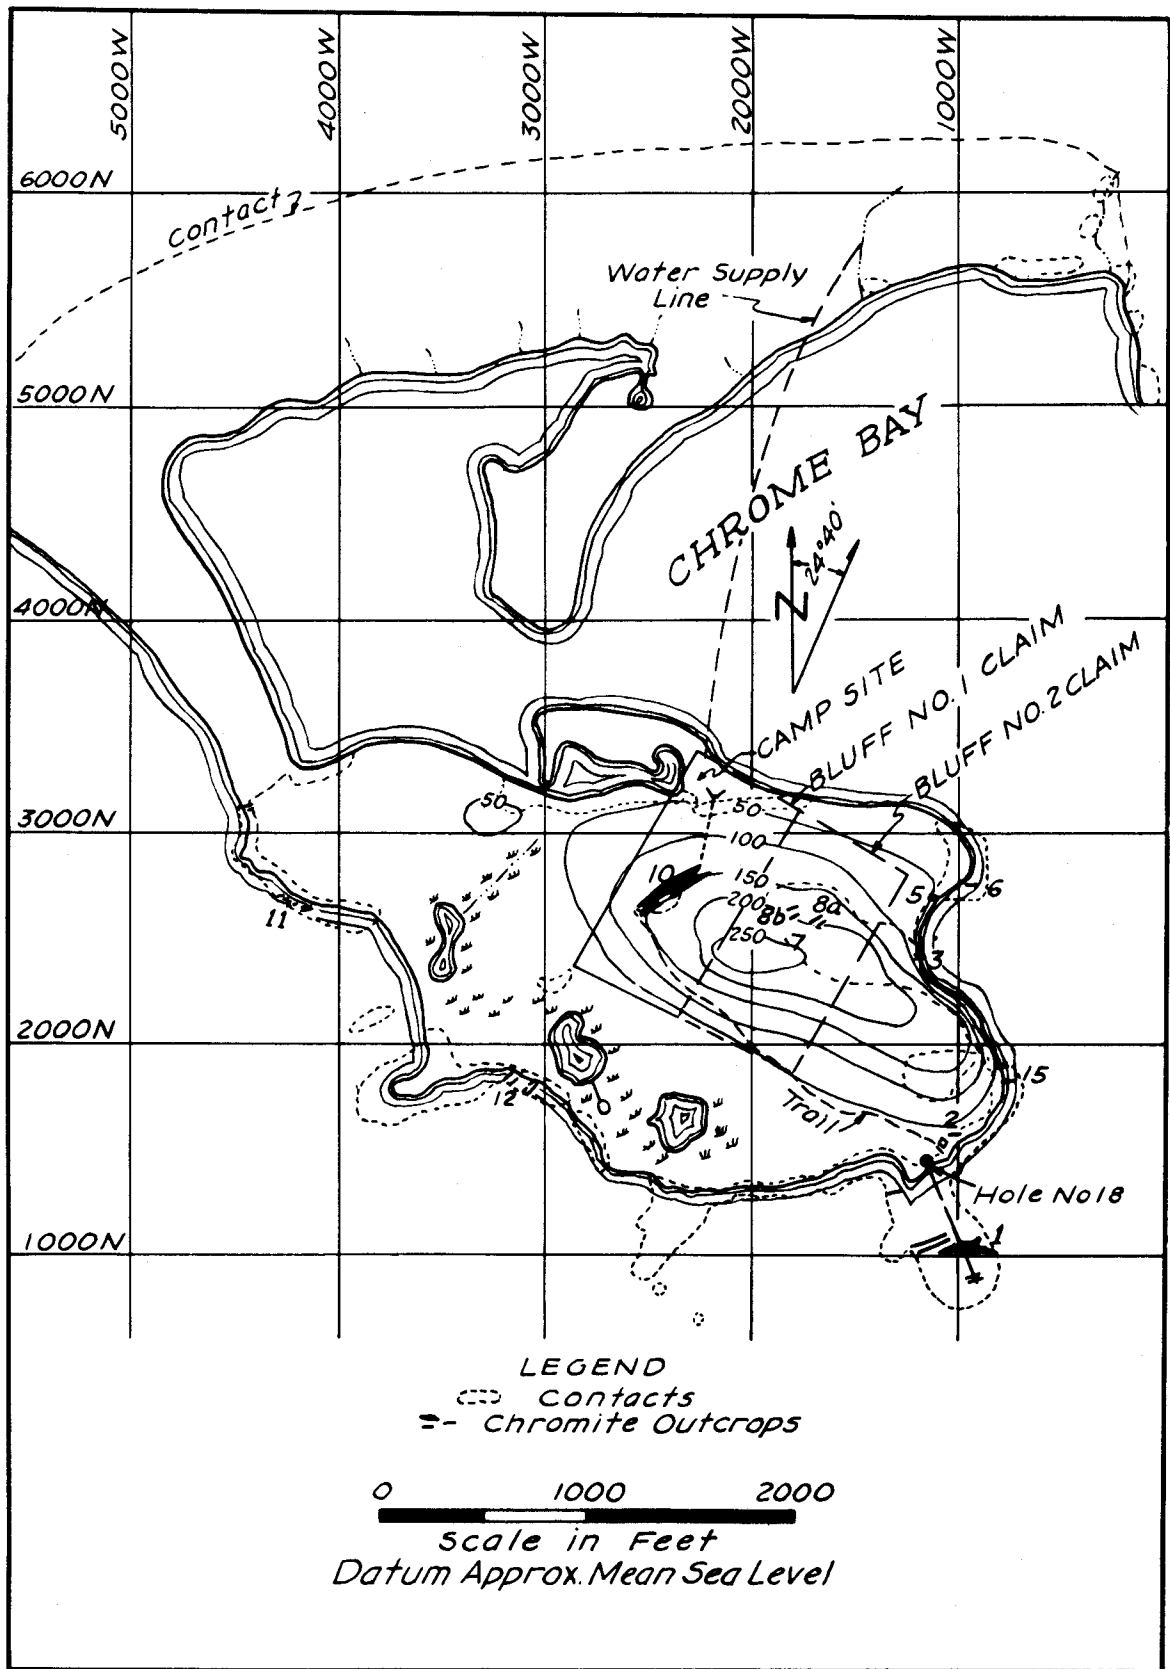 5000W
4000W
3000W
2000W
1000W
6000N
contact?
Water Supply
Line
5000N
CHROME BAY
24°40'
N
4000N
CAMP SITE
BLUFF NO. 1 CLAIM
BLUFF NO. 2 CLAIM
50
50
3000N
100
10
150
5
6
200
8b
8a
11
250
7
3
2000N
15
12
Trail
2
Hole No 18
1000N
1
LEGEND
Contacts
Chromite Outcrops
0 1000 2000
Scale in Feet
Datum Approx. Mean Sea Level